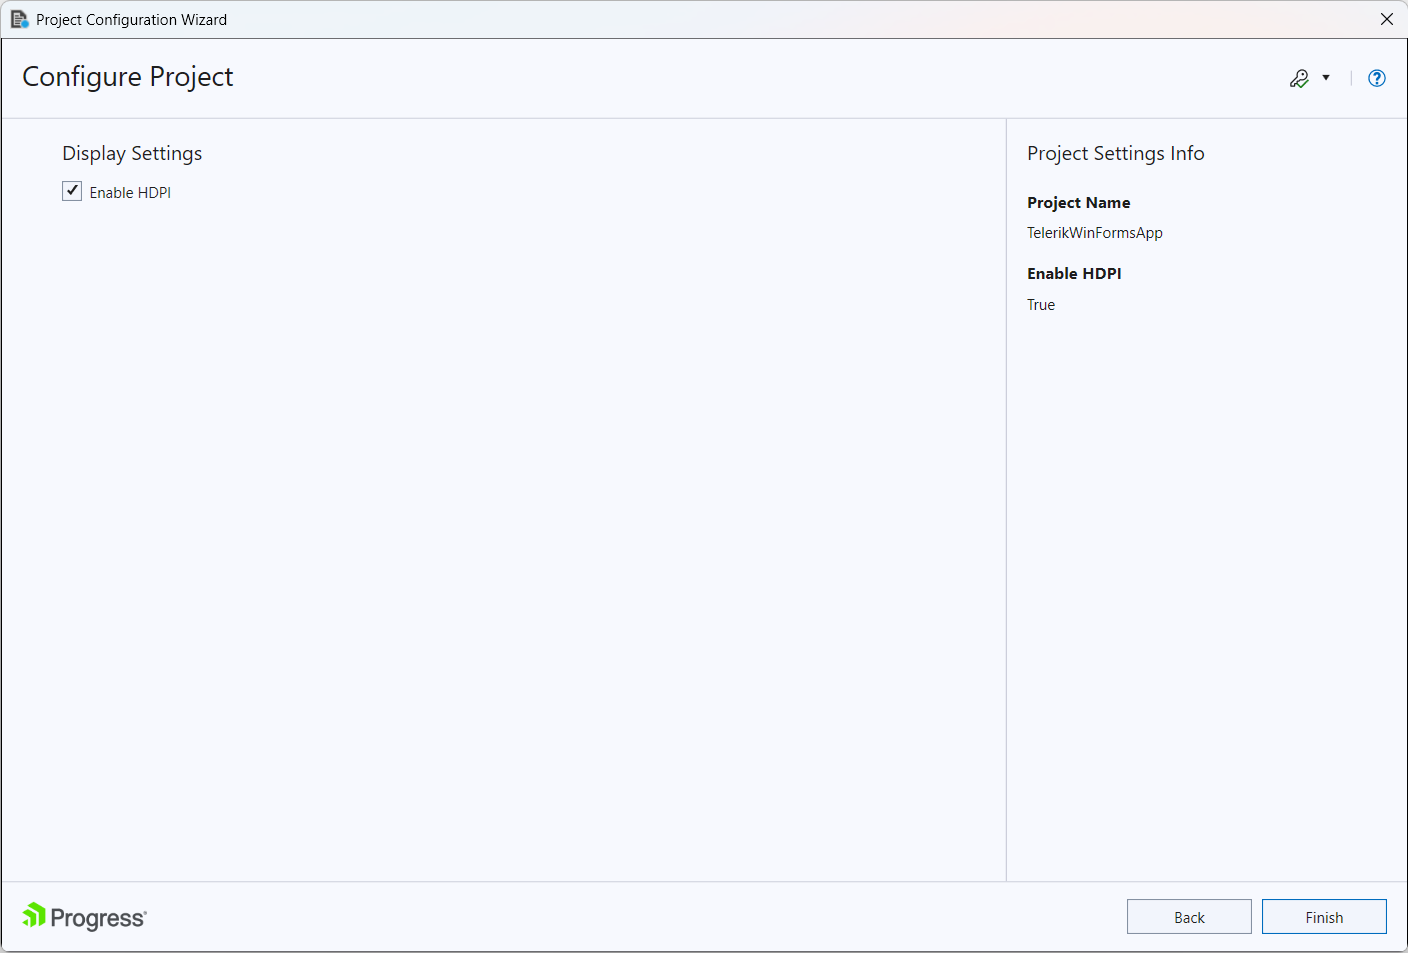 Project Configuration Wizard
Configure Project
Display Settings
Enable HDPI
Project Settings Info
Project Name
TelerikWinFormsApp
Enable HDPI
True
Progress®
Back
Finish